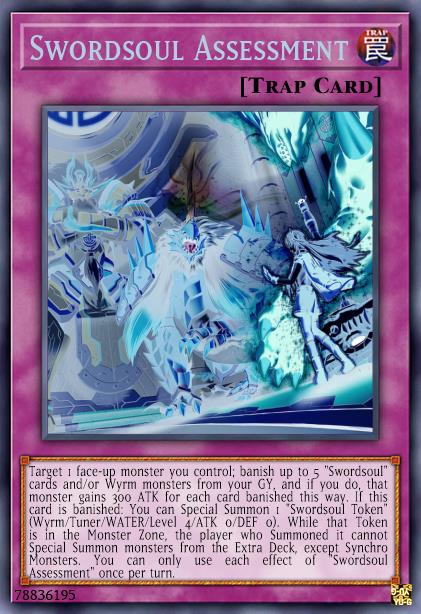 Swordsoul Assessment
TRAP
罠
[Trap Card]
Target 1 face-up monster you control; banish up to 5 "Swordsoul"
cards and/or Wyrm monsters from your GY, and if you do, that
monster gains 300 ATK for each card banished this way. If this
card is banished: You can Special Summon 1 "Swordsoul Token"
(Wyrm/Tuner/WATER/Level 4/ATK 0/DEF 0). While that Token
is in the Monster Zone, the player who Summoned it cannot
Special Summon monsters from the Extra Deck, except Synchro
Monsters. You can only use each effect of "Swordsoul
Assessment" once per turn.
78836195